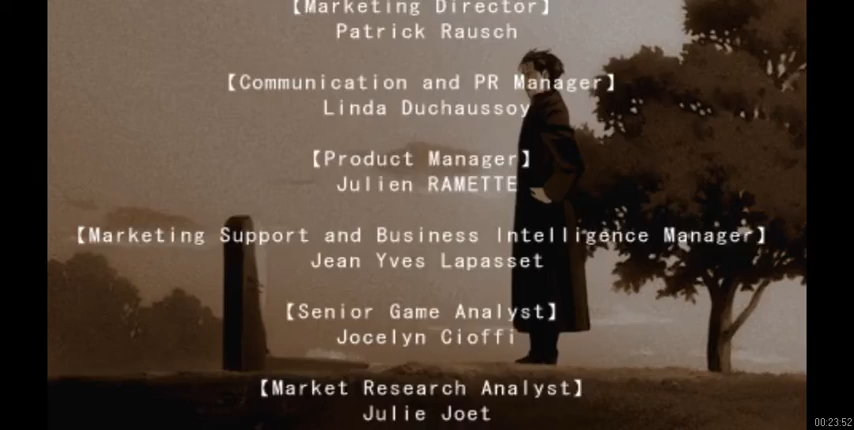 【Marketing Director】
Patrick Rausch
【Communication and PR Manager】
Linda Duchaussoy
【Product Manager】
Julien RAMETTE
【Marketing Support and Business Intelligence Manager】
Jean Yves Lapasset
【Senior Game Analyst】
Jocelyn Cioffi
【Market Research Analyst】
Julie Joet
00:23:52